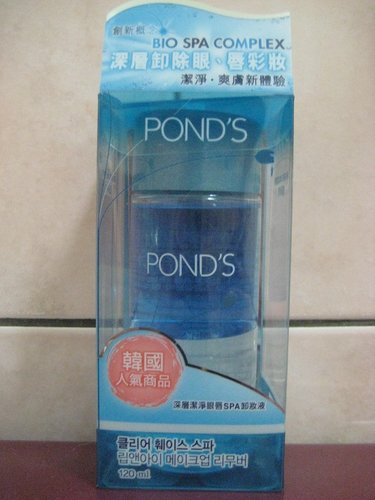 創新概念
BIO SPA COMPLEX
深層卸除眼、唇彩妝
潔淨·爽膚新體驗
POND'S
POND'S
韓國
人氣商品
深層潔淨眼唇SPA卸妝液
클리어 훼이스 스파
립앤아이 메이크업 리무버
120 ml